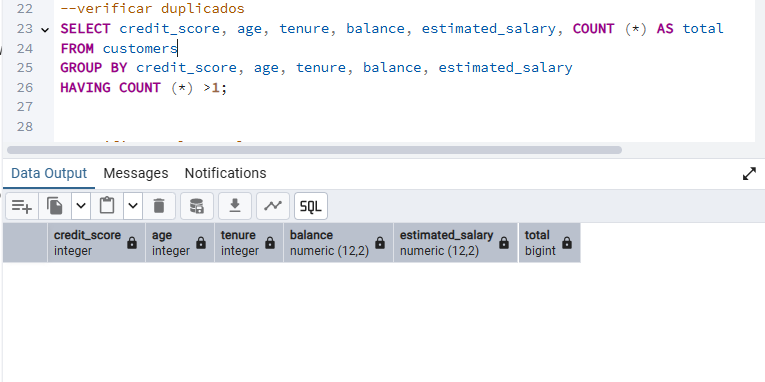 22 --verificar duplicados
23 SELECT credit_score, age, tenure, balance, estimated_salary, COUNT (*) AS total
24 FROM customers
25 GROUP BY credit_score, age, tenure, balance, estimated_salary
26 HAVING COUNT (*) >1;
27
28
Data Output Messages Notifications
SQL
credit_score age tenure balance estimated_salary total
integer integer integer numeric (12,2) numeric (12,2) bigint